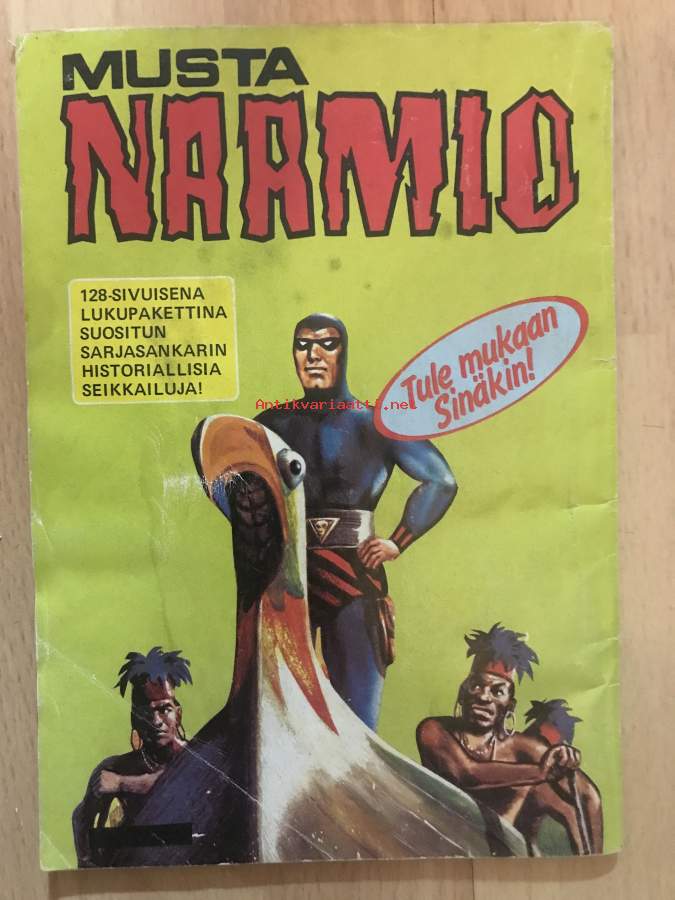 MUSTA
NAAMIO
128-SIVUISENA
LUKUPAKETTINA
SUOSITUN
SARJASANKARIN
HISTORIALLISIA
SEIKKAILUJA!
Tule mukaan
Sinäkin!
Antikvariaatti.net